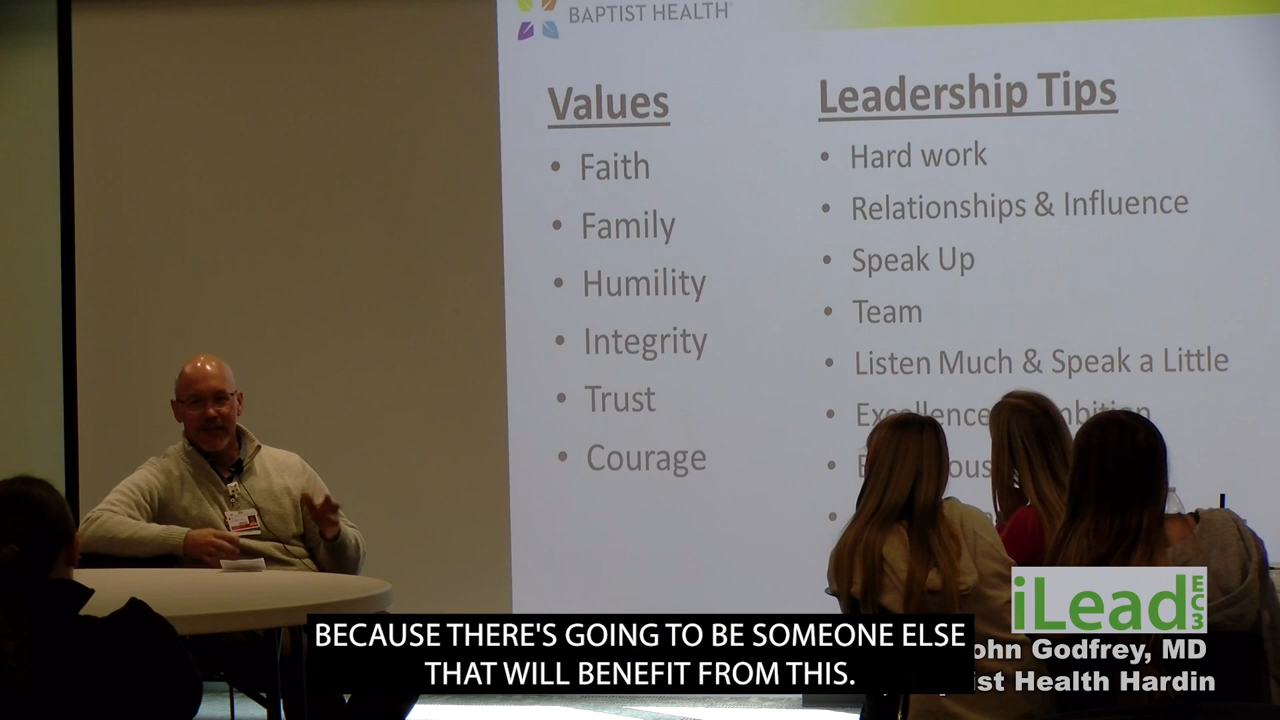 BAPTIST HEALTH
Values
• Faith
• Family
• Humility
• Integrity
• Trust
• Courage
Leadership Tips
• Hard work
• Relationships & Influence
• Speak Up
• Team
• Listen Much & Speak a Little
iLead
EC3
Godfrey, MD
Health Hardin
BECAUSE THERE'S GOING TO BE SOMEONE ELSE
THAT WILL BENEFIT FROM THIS.